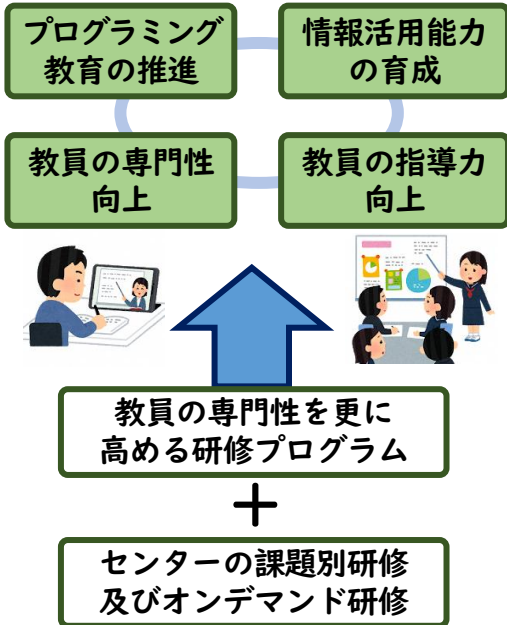 プログラミング
教育の推進
情報活用能力
の育成
教員の専門性
向上
教員の指導力
向上
教員の専門性を更に
高める研修プログラム
＋
センターの課題別研修
及びオンデマンド研修